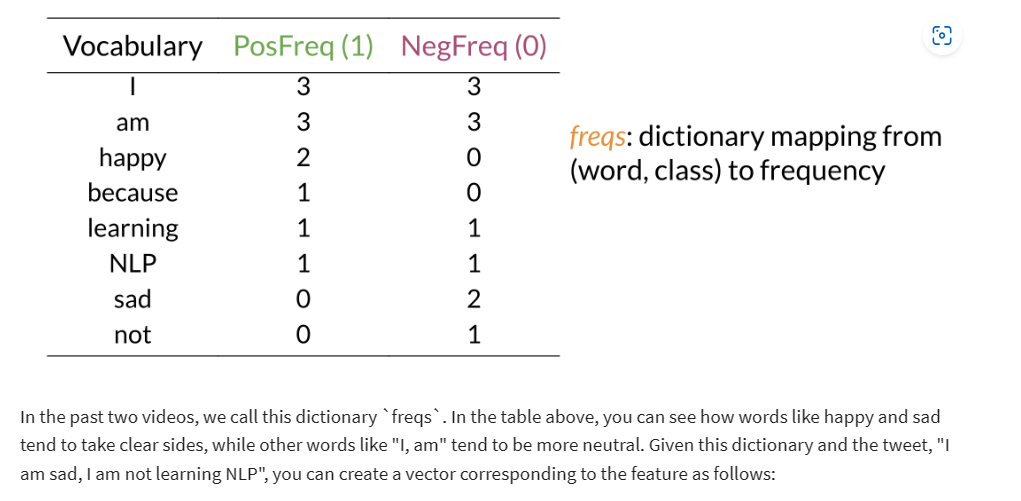 Vocabulary PosFreq (1) NegFreq (0)
I 3 3
am 3 3
happy 2 0
because 1 0
learning 1 1
NLP 1 1
sad 0 2
not 0 1
freqs: dictionary mapping from
(word, class) to frequency
In the past two videos, we call this dictionary `freqs`. In the table above, you can see how words like happy and sad
tend to take clear sides, while other words like "I, am" tend to be more neutral. Given this dictionary and the tweet, "I
am sad, I am not learning NLP", you can create a vector corresponding to the feature as follows: